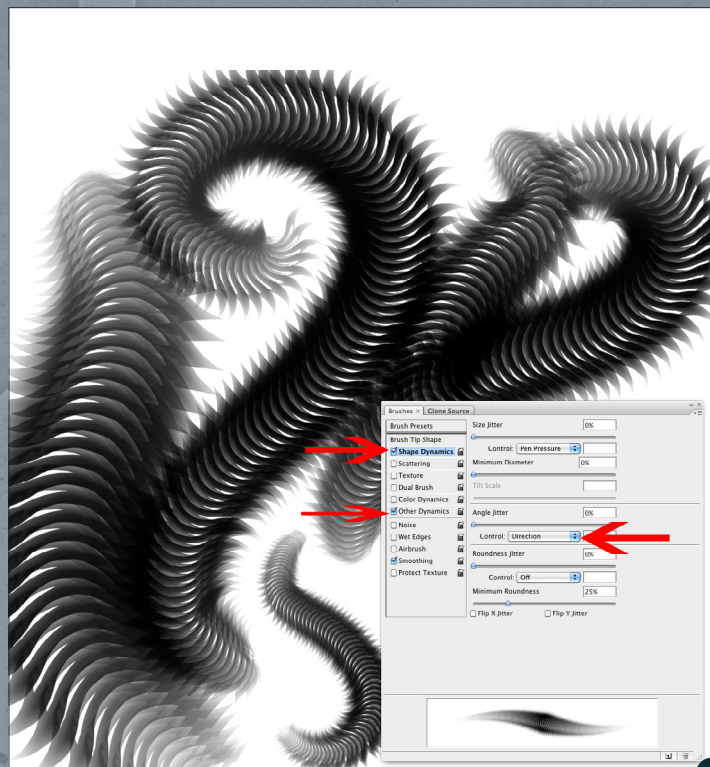 Brushes × Clone Source
Brush Presets
Brush Tip Shape
Shape Dynamics
Scattering
Texture
Dual Brush
Color Dynamics
Other Dynamics
Noise
Wet Edges
Airbrush
Smoothing
Protect Texture
Size Jitter 0%
Control: Pen Pressure
Minimum Diameter 0%
Tilt Scale
Angle Jitter 0%
Control: Direction
Roundness Jitter 0%
Control: Off
Minimum Roundness 25%
Flip X Jitter Flip Y Jitter